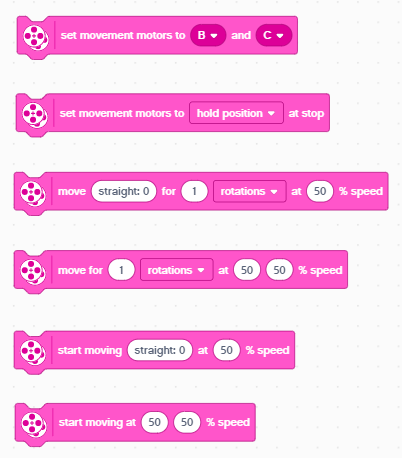 set movement motors to B and C
set movement motors to hold position at stop
move straight: 0 for 1 rotations at 50 % speed
move for 1 rotations at 50 50 % speed
start moving straight: 0 at 50 % speed
start moving at 50 50 % speed